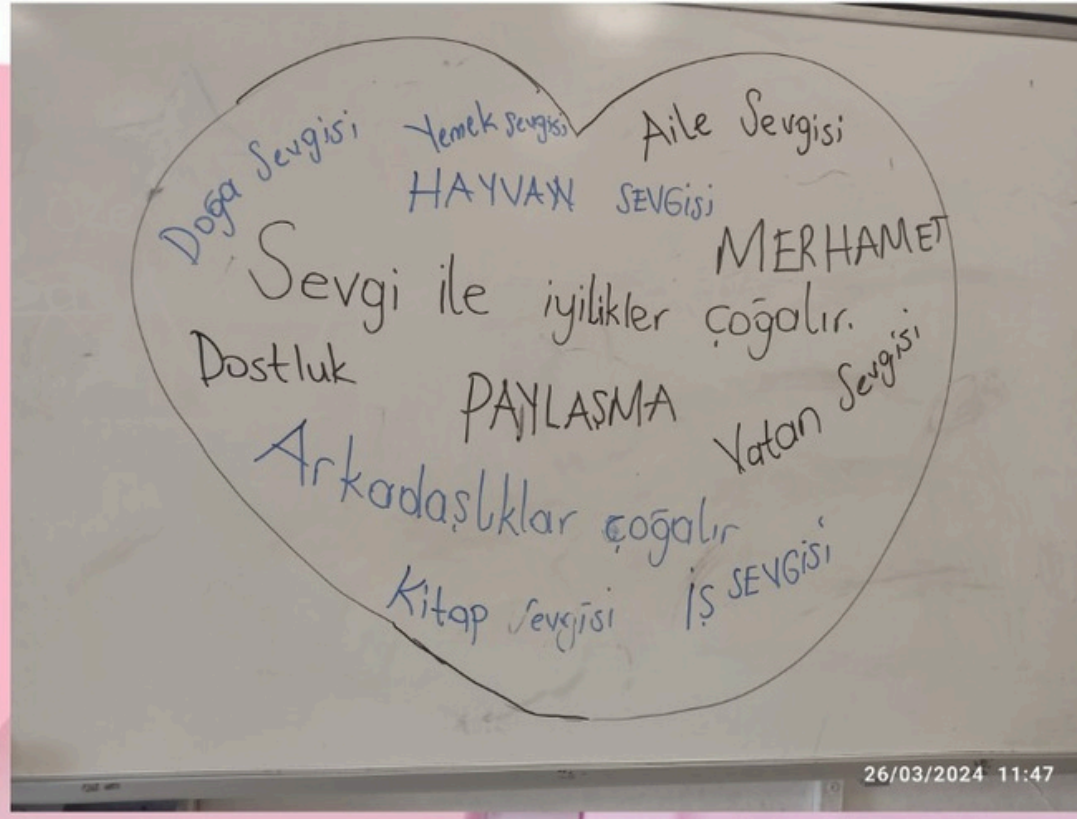 Doğa Sevgisi
Yemek Sevgisi
Aile Sevgisi
HAYVAN SEVGİSİ
MERHAMET
Sevgi ile iyilikler çoğalır.
Dostluk
PAYLAŞMA
Vatan Sevgisi
Arkadaşlıklar çoğalır
Kitap Sevgisi
İŞ SEVGİSİ
26/03/2024 11:47